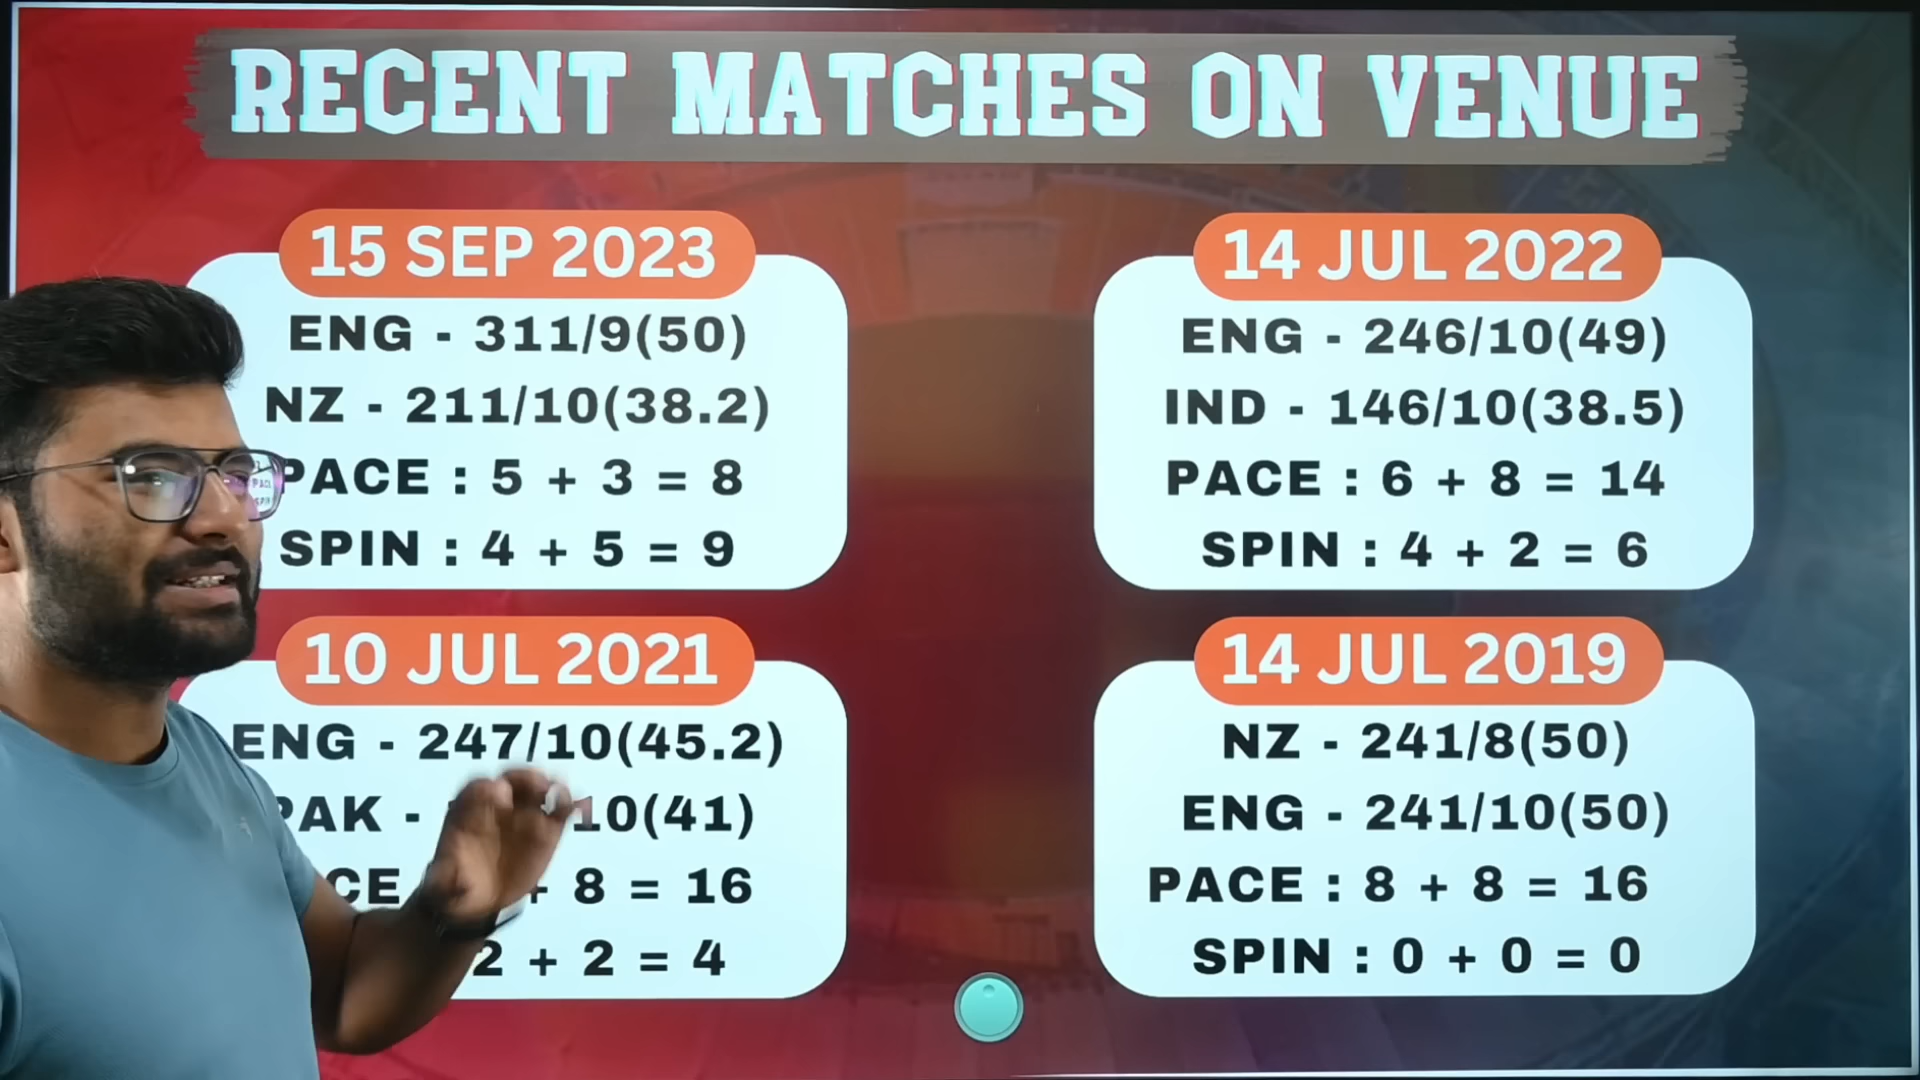 RECENT MATCHES ON VENUE
15 SEP 2023
ENG - 311/9(50)
NZ - 211/10(38.2)
PACE : 5 + 3 = 8
SPIN : 4 + 5 = 9
14 JUL 2022
ENG - 246/10(49)
IND - 146/10(38.5)
PACE : 6 + 8 = 14
SPIN : 4 + 2 = 6
10 JUL 2021
ENG - 247/10(45.2)
PAK - 10(41)
+ 8 = 16
2 + 2 = 4
14 JUL 2019
NZ - 241/8(50)
ENG - 241/10(50)
PACE : 8 + 8 = 16
SPIN : 0 + 0 = 0